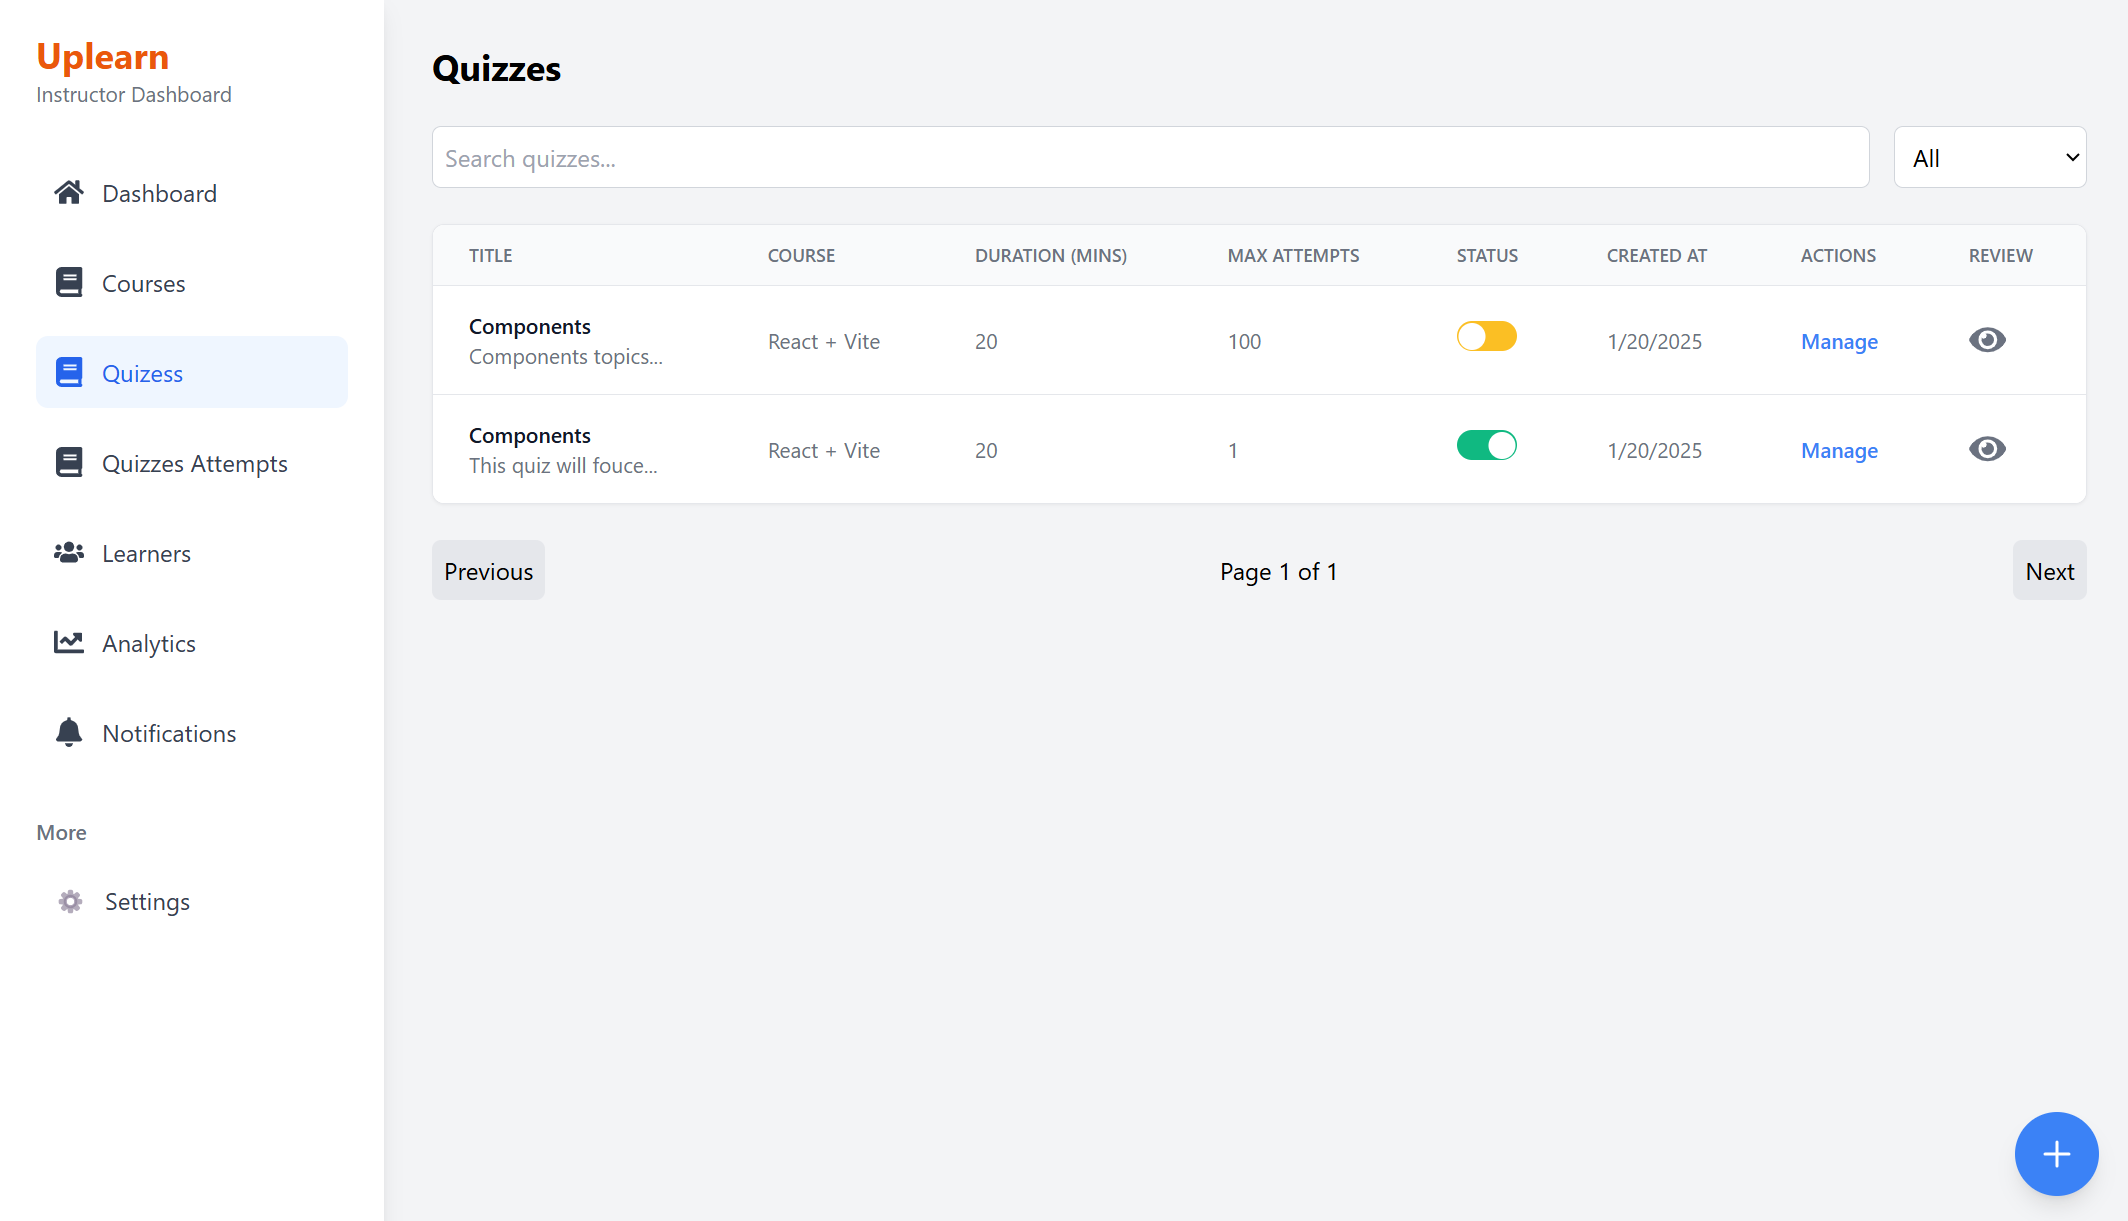 Uplearn
Instructor Dashboard
Dashboard
Courses
Quizess
Quizzes Attempts
Learners
Analytics
Notifications
More
Settings
Quizzes
Search quizzes...
All
TITLE COURSE DURATION (MINS) MAX ATTEMPTS STATUS CREATED AT ACTIONS REVIEW
Components
Components topics...
React + Vite 20 100 1/20/2025 Manage
Components
This quiz will fouce...
React + Vite 20 1 1/20/2025 Manage
Previous Page 1 of 1 Next